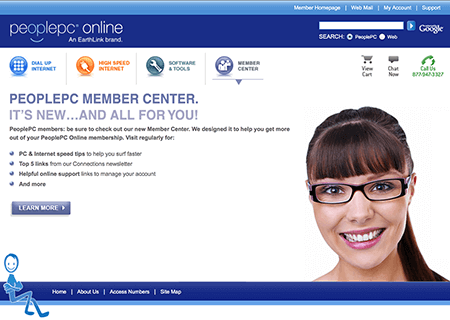 Member Homepage | Web Mail | My Account | Support
peoplepc® online
An EarthLink brand.
SEARCH: PeoplePC Web
Google
DIAL UP INTERNET
HIGH SPEED INTERNET
SOFTWARE & TOOLS
MEMBER CENTER
View Cart
Chat Now
Call Us
877-947-3327
PEOPLEPC MEMBER CENTER.
IT'S NEW...AND ALL FOR YOU!
PeoplePC members: be sure to check out our new Member Center. We designed it to help you get more
out of your PeoplePC Online membership. Visit regularly for:
PC & Internet speed tips to help you surf faster
Top 5 links from our Connections newsletter
Helpful online support links to manage your account
And more
LEARN MORE
Home | About Us | Access Numbers | Site Map